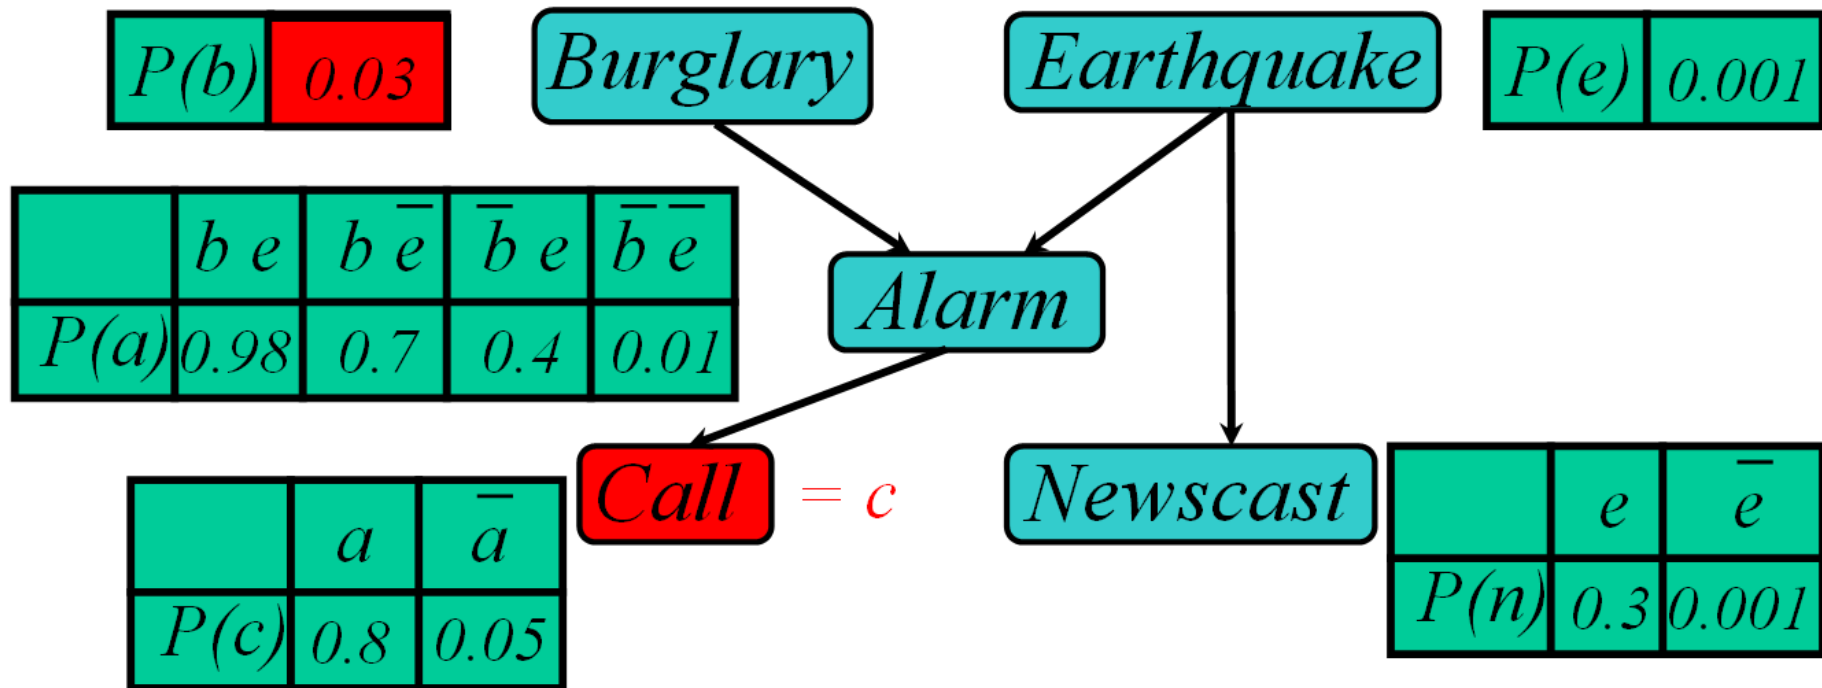 P(b) 0.03
Burglary
Earthquake
P(e) 0.001
b e b e̅ b̅ e b̅ e̅
P(a) 0.98 0.7 0.4 0.01
Alarm
Call = c
Newscast
a a̅
P(c) 0.8 0.05
e e̅
P(n) 0.3 0.001